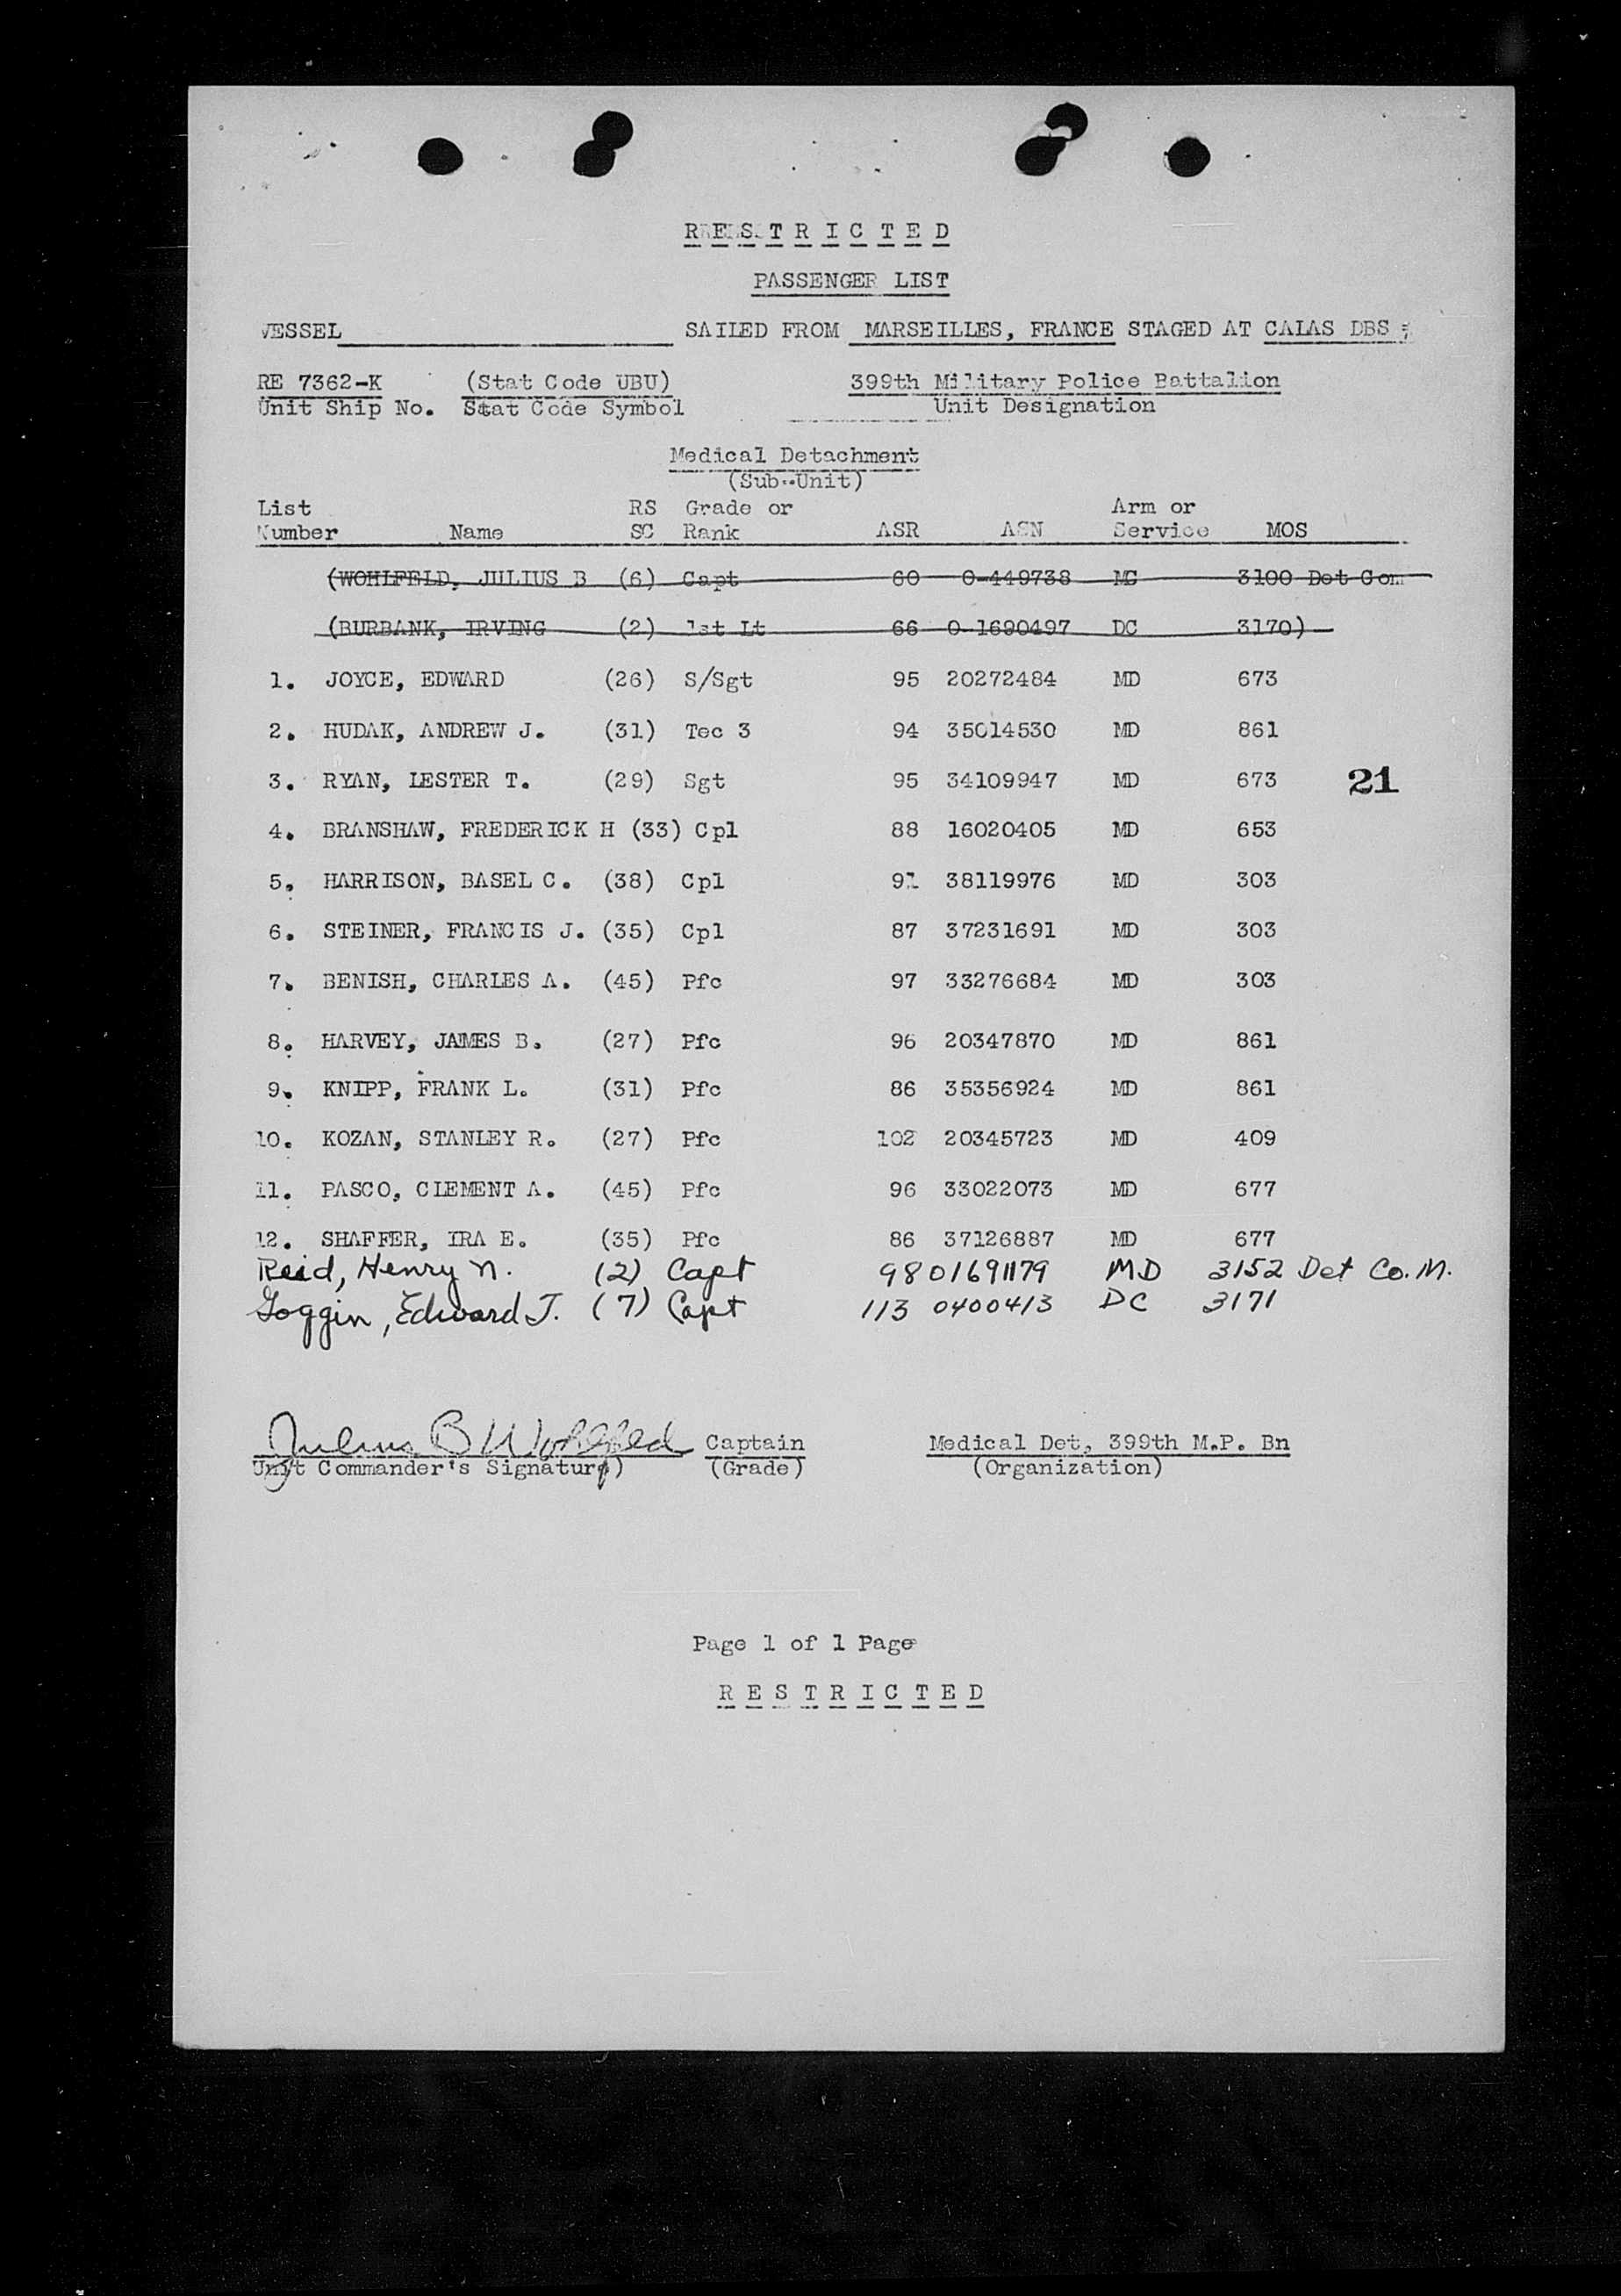 R E S T R I C T E D
PASSENGER LIST
VESSEL SAILED FROM MARSEILLES, FRANCE STAGED AT CALAS DBS
RE 7362-K (Stat Code UBU) 399th Military Police Battalion
Unit Ship No. Stat Code Symbol Unit Designation
Medical Detachment
(Sub-Unit)
List RS Grade or Arm or
Number Name SC Rank ASR ASN Service MOS
(WOHLFELD, JULIUS B (6) Capt 60 0-449738 MC 3100 Det Com
(BURBANK, IRVING (2) 1st Lt 66 0-1690497 DC 3170)
1. JOYCE, EDWARD (26) S/Sgt 95 20272484 MD 673
2. HUDAK, ANDREW J. (31) Tec 3 94 35014530 MD 861
3. RYAN, LESTER T. (29) Sgt 95 34109947 MD 673 21
4. BRANSHAW, FREDERICK H (33) Cpl 88 16020405 MD 653
5. HARRISON, BASEL C. (38) Cpl 91 38119976 MD 303
6. STEINER, FRANCIS J. (35) Cpl 87 37231691 MD 303
7. BENISH, CHARLES A. (45) Pfc 97 33276684 MD 303
8. HARVEY, JAMES B. (27) Pfc 96 20347870 MD 861
9. KNIPP, FRANK L. (31) Pfc 86 35356924 MD 861
10. KOZAN, STANLEY R. (27) Pfc 102 20345723 MD 409
11. PASCO, CLEMENT A. (45) Pfc 96 33022073 MD 677
12. SHAFFER, IRA E. (35) Pfc 86 37126887 MD 677
Reid, Henry N. (2) Capt 98 01691179 MD 3152 Det Co.M.
Goggin, Edward J. (7) Capt 113 0400413 DC 3171
Julius B Wohlfeld Captain Medical Det, 399th M.P. Bn
Unit Commander's Signature) (Grade) (Organization)
Page 1 of 1 Page
R E S T R I C T E D